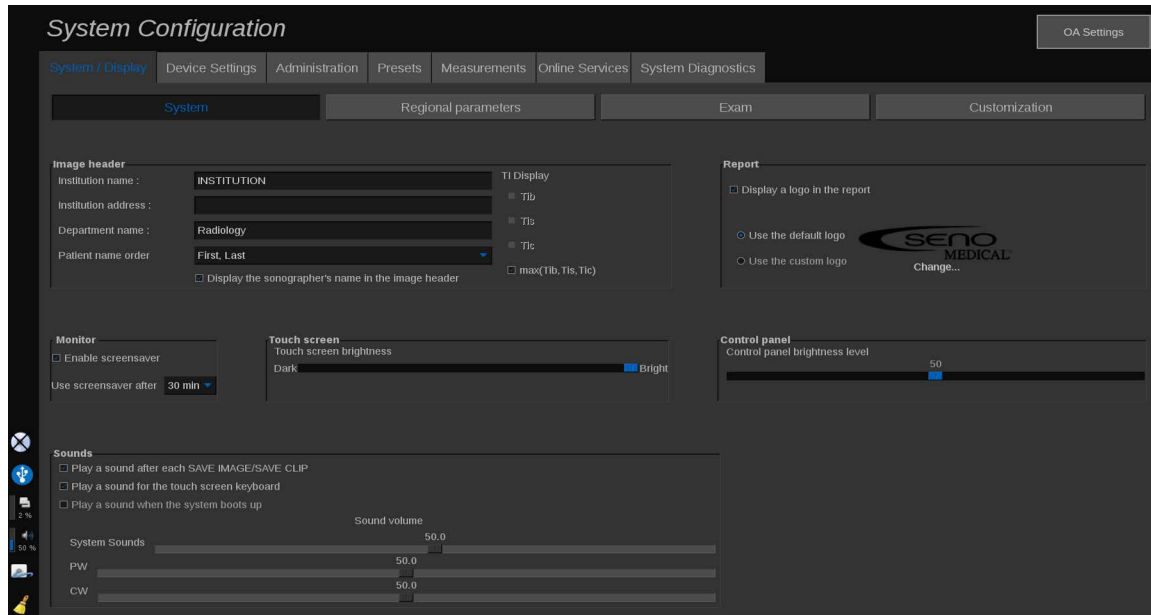 System Configuration
OA Settings
System / Display Device Settings Administration Presets Measurements Online Services System Diagnostics
System Regional parameters Exam Customization
Image header
Institution name : INSTITUTION
Institution address :
Department name : Radiology
Patient name order First, Last
Display the sonographer's name in the image header
TI Display
Tib
Tis
Tic
max(Tib, Tis, Tic)
Report
Display a logo in the report
Use the default logo
Use the custom logo
SENO
MEDICAL
Change...
Monitor
Enable screensaver
Use screensaver after 30 min
Touch screen
Touch screen brightness
Dark Bright
Control panel
Control panel brightness level
50
Sounds
Play a sound after each SAVE IMAGE/SAVE CLIP
Play a sound for the touch screen keyboard
Play a sound when the system boots up
Sound volume
System Sounds 50.0
PW 50.0
CW 50.0
2 %
50 %